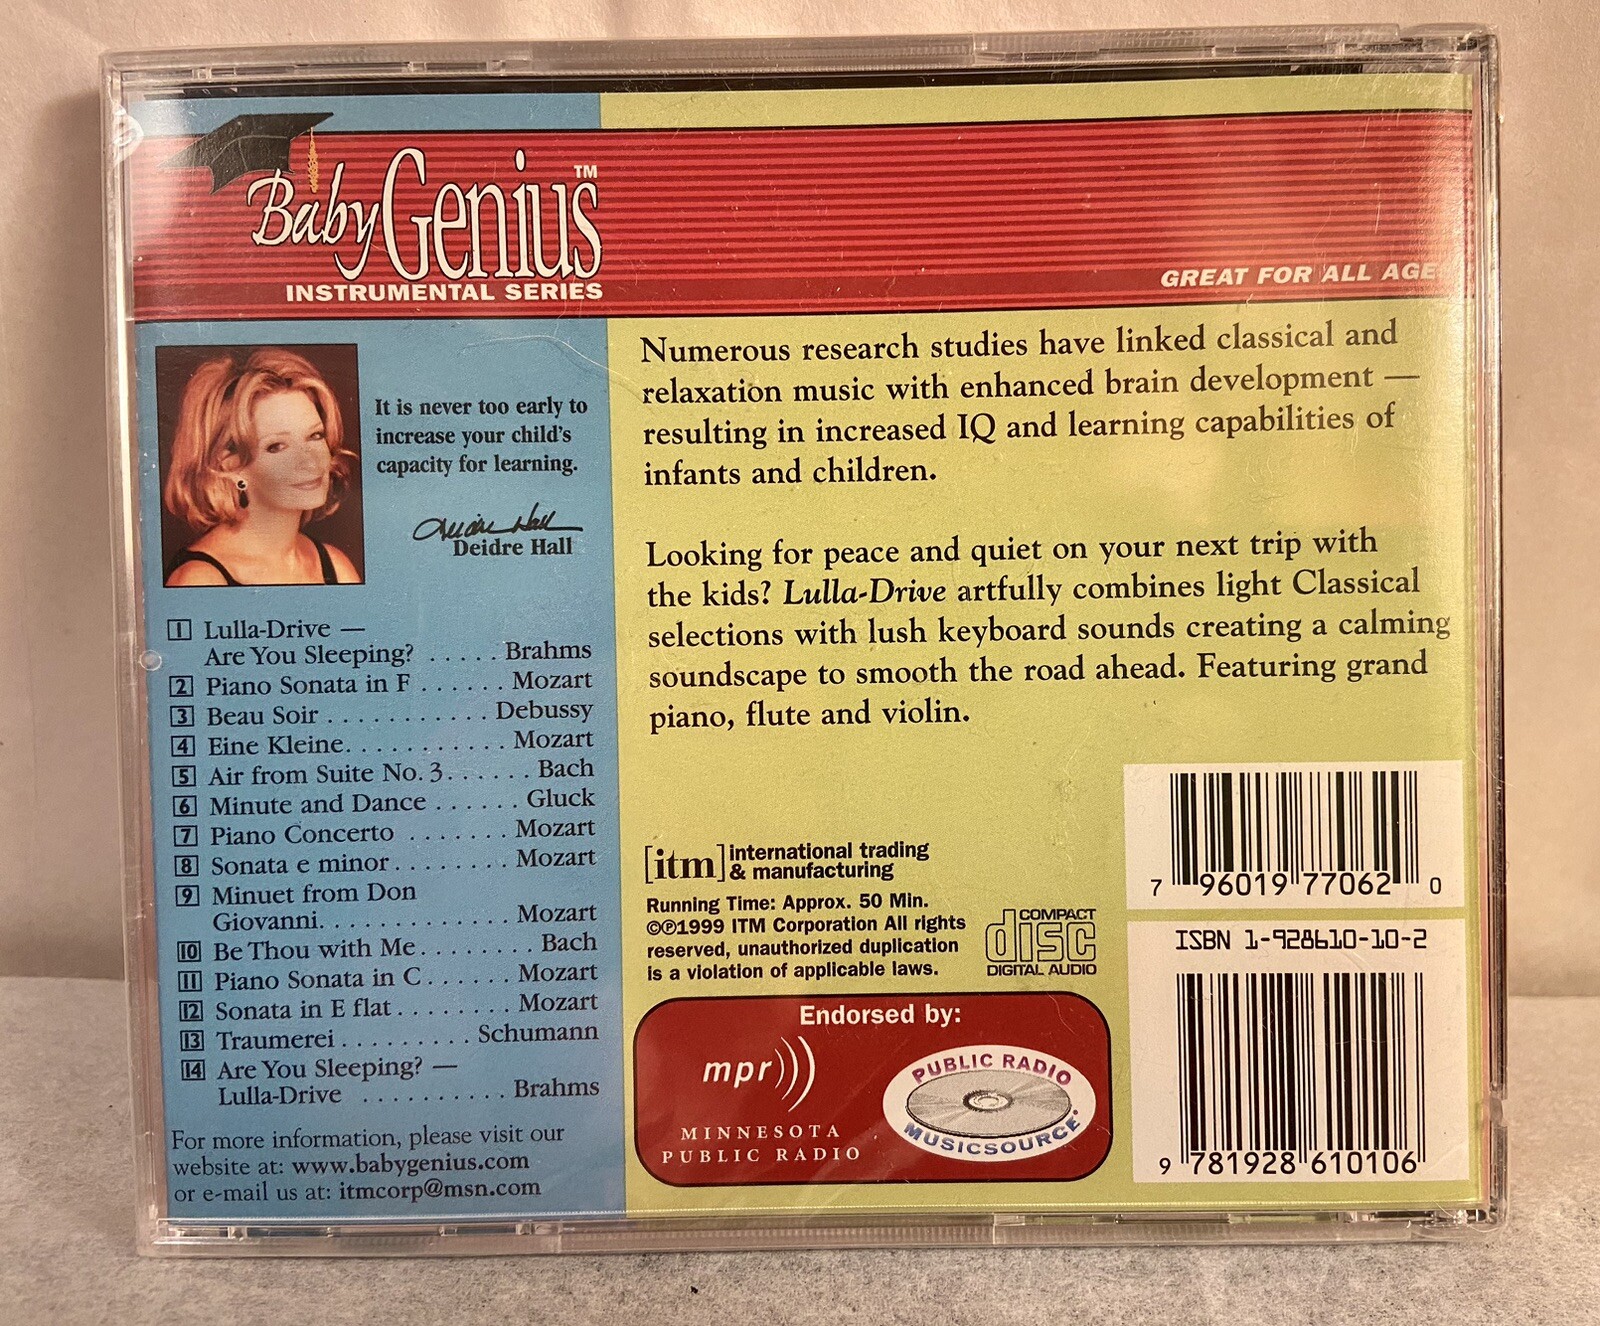 Baby Genius™
INSTRUMENTAL SERIES
GREAT FOR ALL AGE
It is never too early to
increase your child's
capacity for learning.
Deidre Hall
Deidre Hall
1 Lulla-Drive —
Are You Sleeping? ..... Brahms
2 Piano Sonata in F ...... Mozart
3 Beau Soir ........... Debussy
4 Eine Kleine........... Mozart
5 Air from Suite No. 3...... Bach
6 Minute and Dance ...... Gluck
7 Piano Concerto ....... Mozart
8 Sonata e minor........ Mozart
9 Minuet from Don
Giovanni............. Mozart
10 Be Thou with Me....... Bach
11 Piano Sonata in C...... Mozart
12 Sonata in E flat........ Mozart
13 Traumerei ......... Schumann
14 Are You Sleeping? —
Lulla-Drive .......... Brahms
For more information, please visit our
website at: www.babygenius.com
or e-mail us at: itmcorp@msn.com
Numerous research studies have linked classical and
relaxation music with enhanced brain development —
resulting in increased IQ and learning capabilities of
infants and children.
Looking for peace and quiet on your next trip with
the kids? Lulla-Drive artfully combines light Classical
selections with lush keyboard sounds creating a calming
soundscape to smooth the road ahead. Featuring grand
piano, flute and violin.
[itm] international trading
& manufacturing
Running Time: Approx. 50 Min.
©℗1999 ITM Corporation All rights
reserved, unauthorized duplication
is a violation of applicable laws.
COMPACT
disc
DIGITAL AUDIO
Endorsed by:
mpr)))
MINNESOTA
PUBLIC RADIO
PUBLIC RADIO
MUSICSOURCE
7 96019 77062 0
ISBN 1-928610-10-2
9 781928 610106